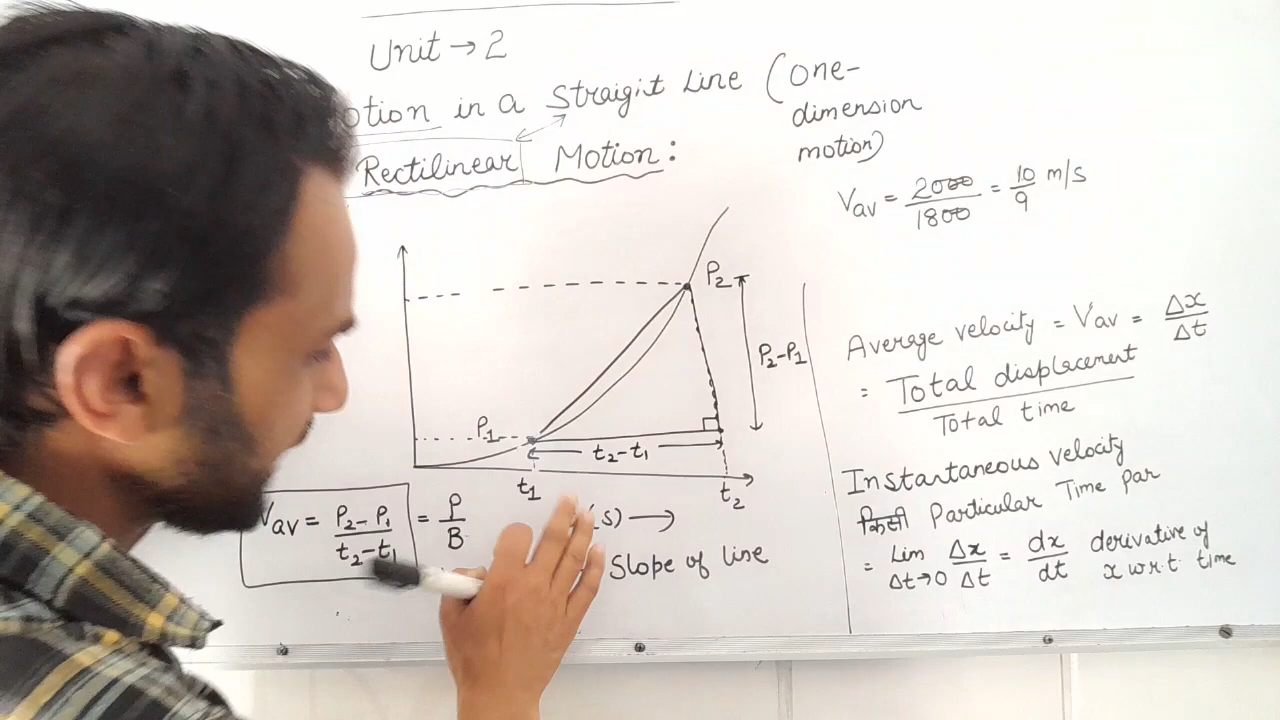 Unit → 2
otion in a Straigit Line (one-
dimension
motion)
Rectilinear Motion:
Vav = 2000/1800 = 10/9 m/s
P2
P2-P1
P1
t2-t1
t1
t2
(s) →
Vav = P2-P1/t2-t1 = P/B
Slope of line
Average velocity = Vav = Δx/Δt
= Total displacement/Total time
Instantaneous velocity
किसी Particular Time par
= Lim Δt→0 Δx/Δt = dx/dt derivative of
x w.r.t. time